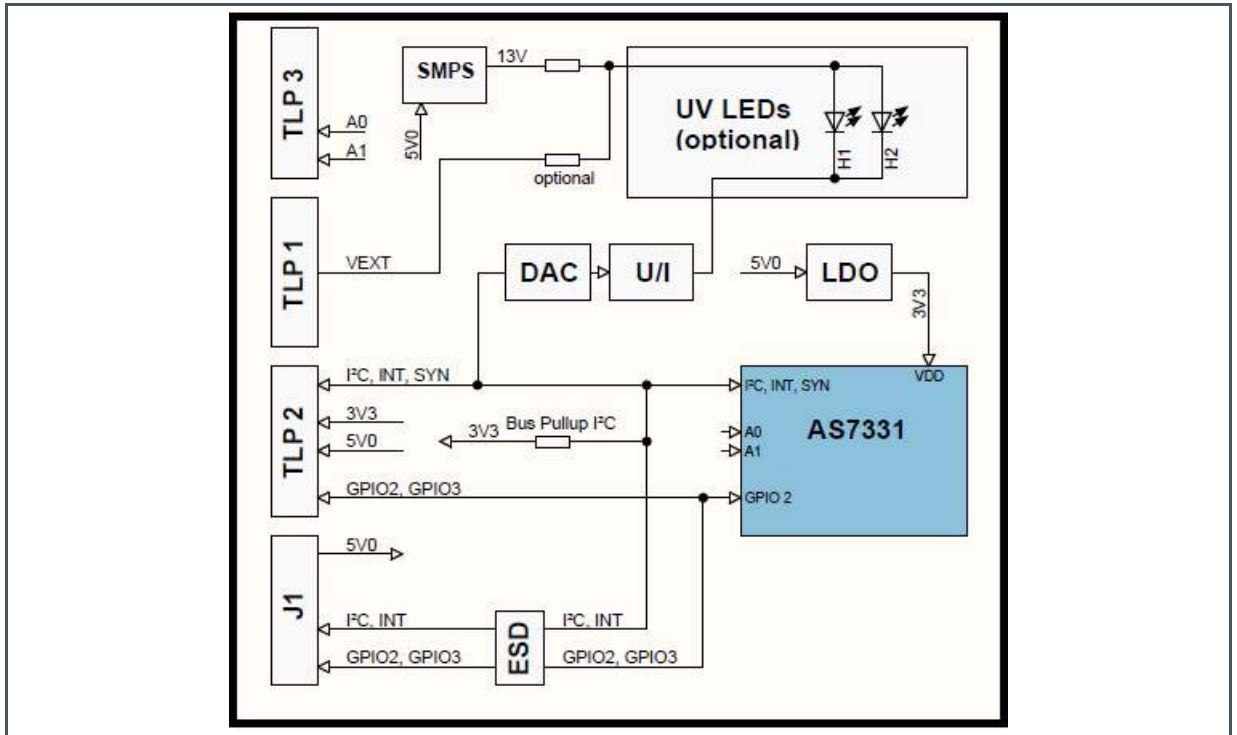 TLP 3
A0
A1
SMPS
13V
5V0
optional
UV LEDs
(optional)
H1
H2
TLP 1
VEXT
DAC
U/I
5V0
LDO
3V3
TLP 2
I²C, INT, SYN
3V3
5V0
3V3
Bus Pullup I²C
GPIO2, GPIO3
VDD
I²C, INT, SYN
A0
A1
AS7331
GPIO 2
J1
5V0
I²C, INT
GPIO2, GPIO3
ESD
I²C, INT
GPIO2, GPIO3